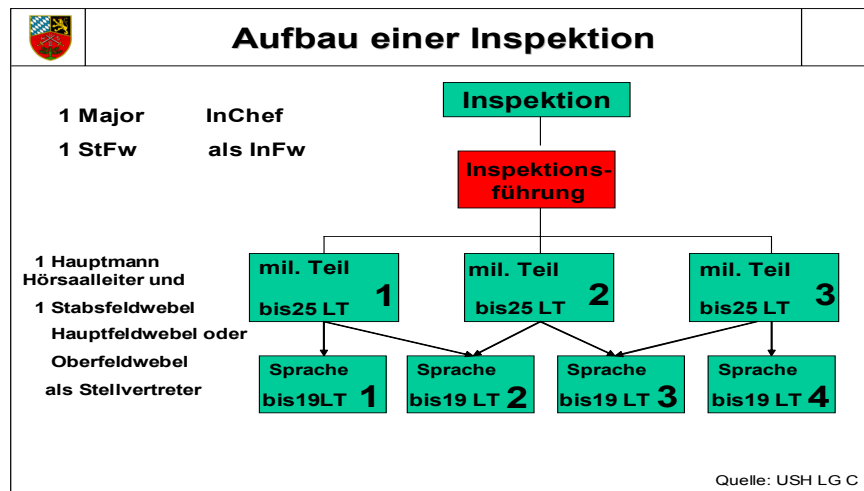 Aufbau einer Inspektion
1 Major InChef
1 StFw als InFw
Inspektion
Inspektions-
führung
1 Hauptmann
Hörsaalleiter und
1 Stabsfeldwebel
Hauptfeldwebel oder
Oberfeldwebel
als Stellvertreter
mil. Teil
bis25 LT 1
mil. Teil
bis25 LT 2
mil. Teil
bis25 LT 3
Sprache
bis19LT 1
Sprache
bis19 LT 2
Sprache
bis19 LT 3
Sprache
bis19 LT 4
Quelle: USH LG C